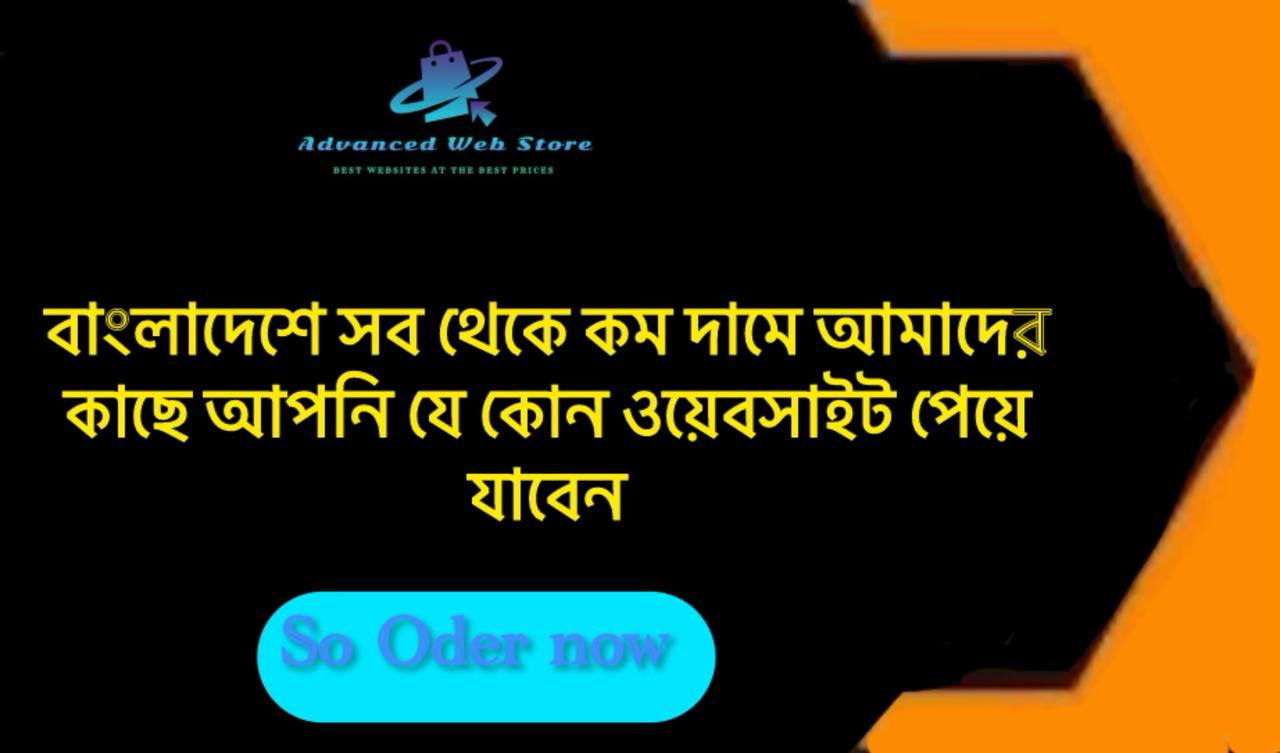 Advanced Web Store
BEST WEBSITES AT THE BEST PRICES
বাংলাদেশে সব থেকে কম দামে আমাদের
কাছে আপনি যে কোন ওয়েবসাইট পেয়ে
যাবেন
So Oder now